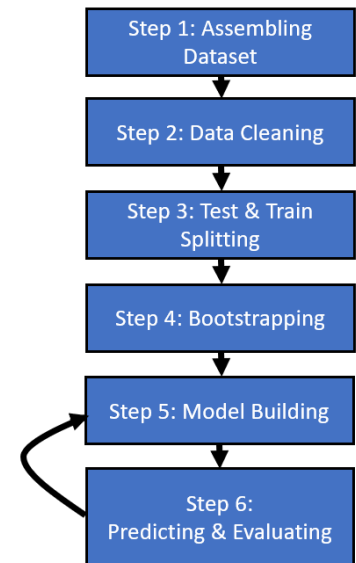 Step 1: Assembling
Dataset
Step 2: Data Cleaning
Step 3: Test & Train
Splitting
Step 4: Bootstrapping
Step 5: Model Building
Step 6:
Predicting & Evaluating